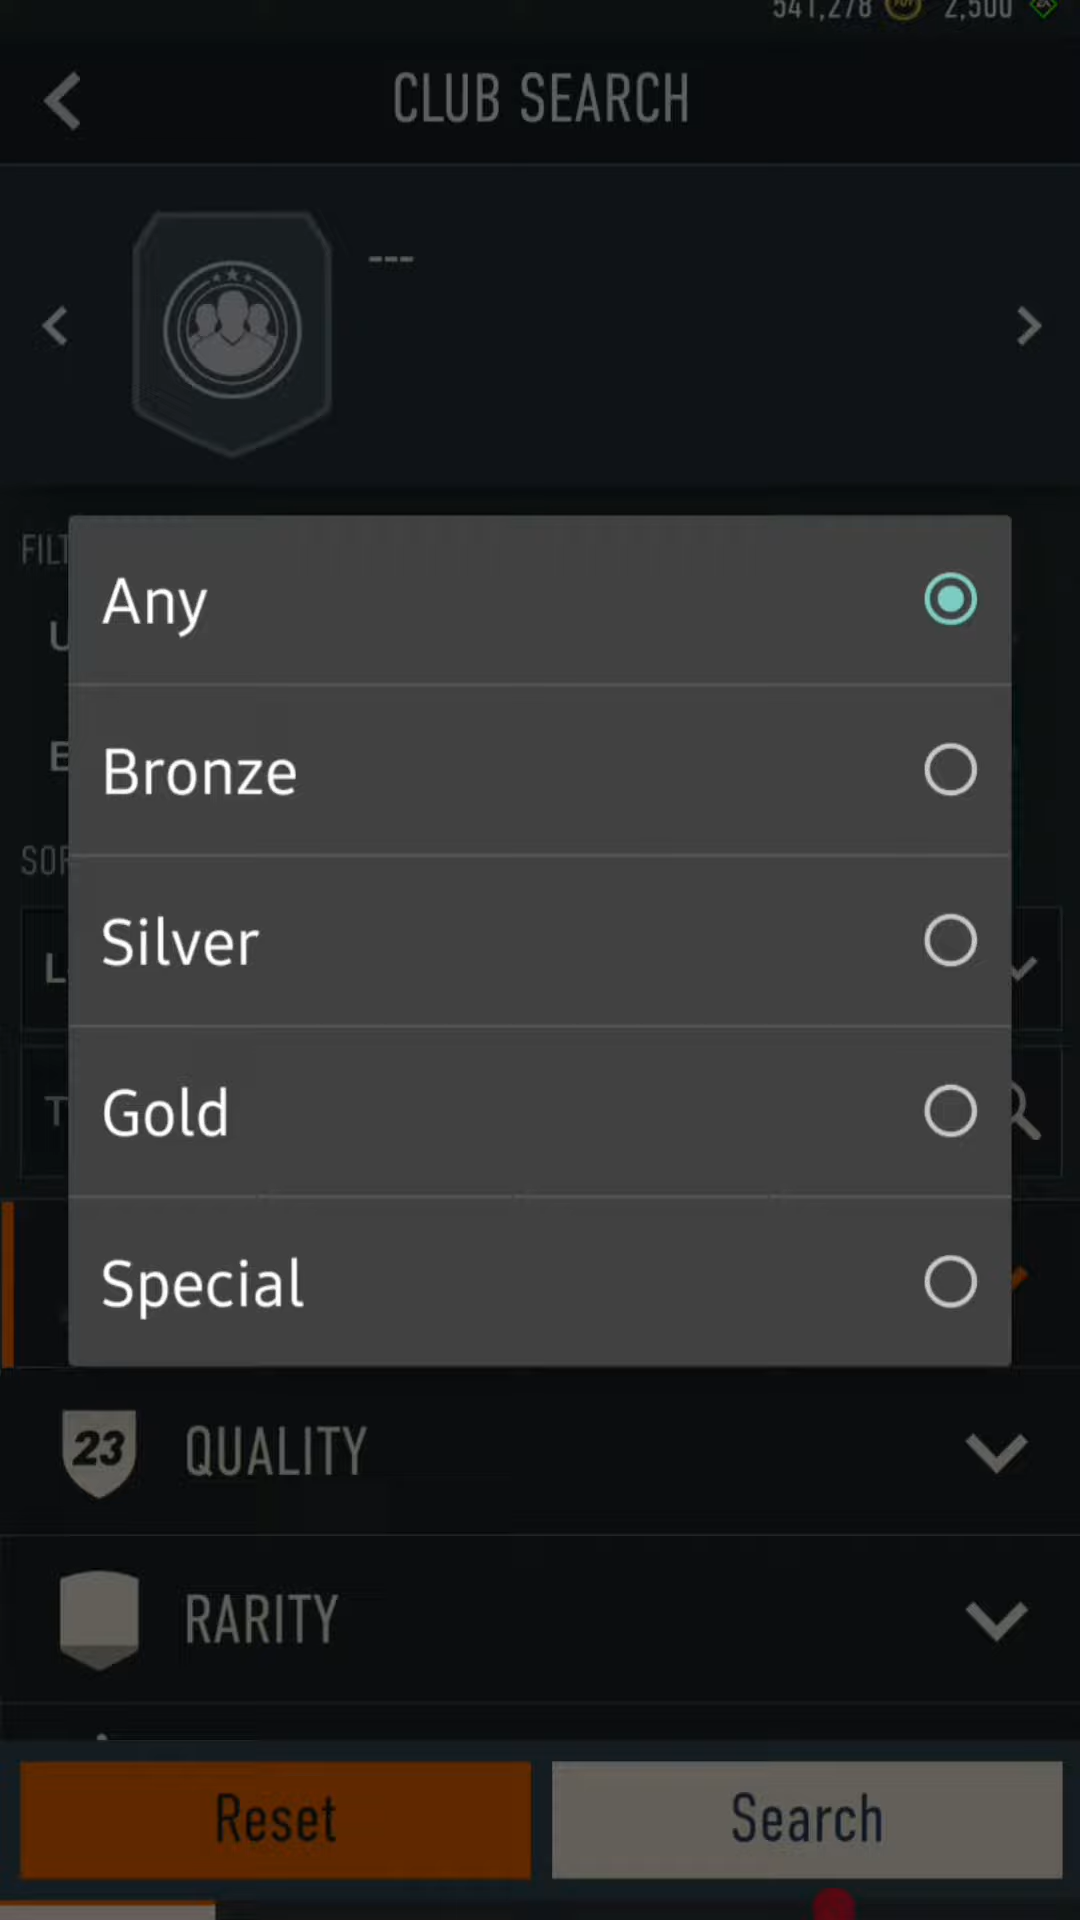 541,278 2,500
CLUB SEARCH
---
Any
Bronze
Silver
Gold
Special
23 QUALITY
RARITY
Reset Search